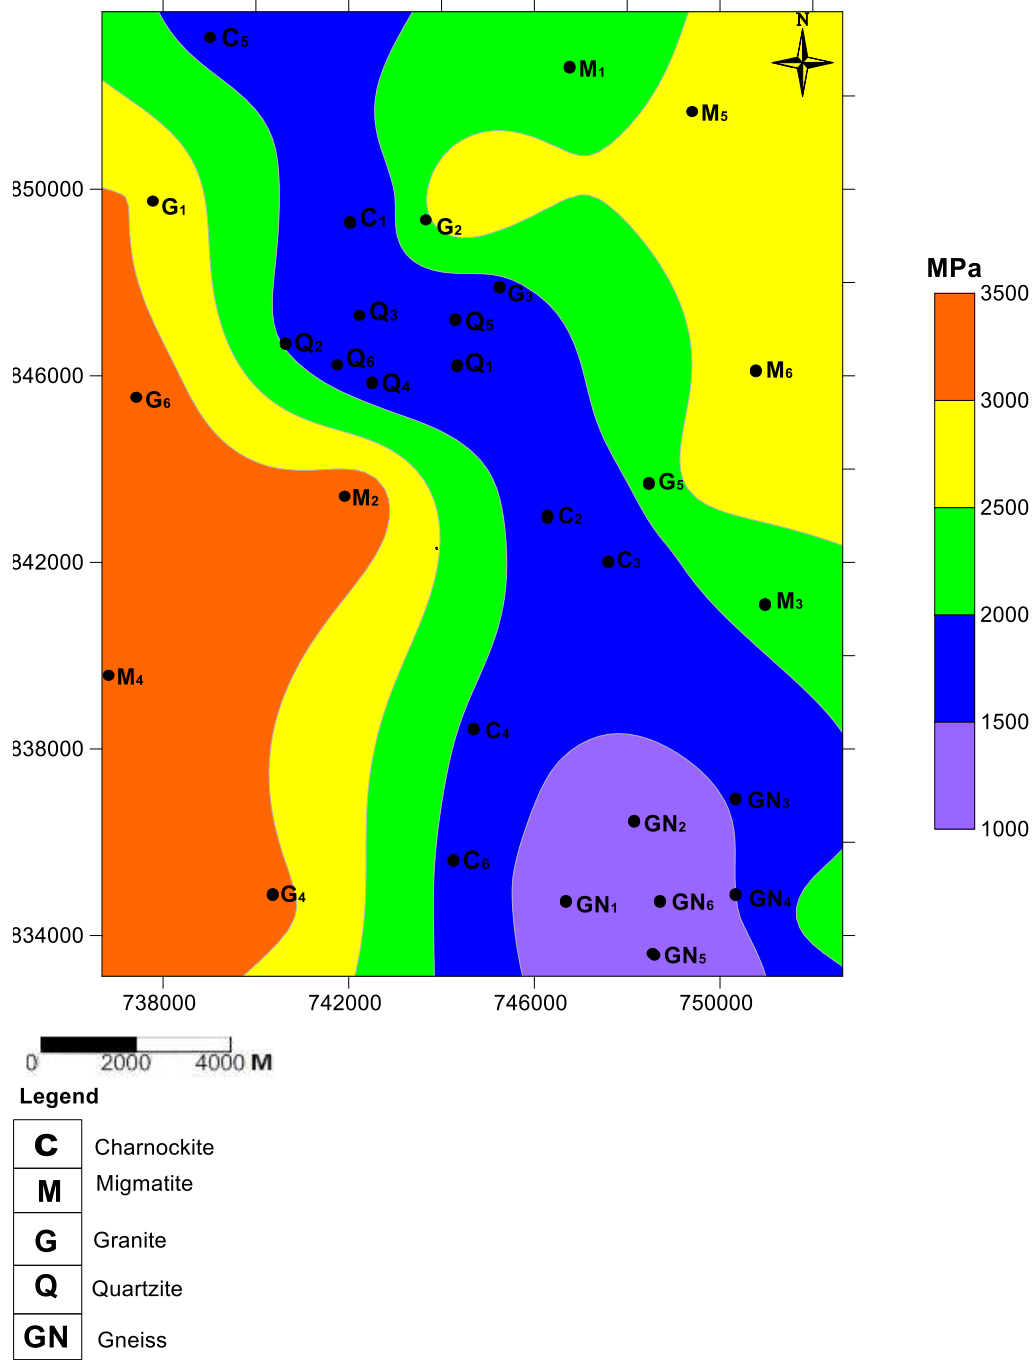 N
C5
M1
M5
850000
G1
C1
G2
G3
Q3
Q5
Q2
Q6
Q1
846000
Q4
M6
G6
G5
M2
C2
842000
C3
M3
M4
C4
838000
GN3
GN2
C6
G4
GN1
GN6
GN4
834000
GN5
738000 742000 746000 750000
MPa
3500
3000
2500
2000
1500
1000
0 2000 4000 M
Legend
C Charnockite
M Migmatite
G Granite
Q Quartzite
GN Gneiss